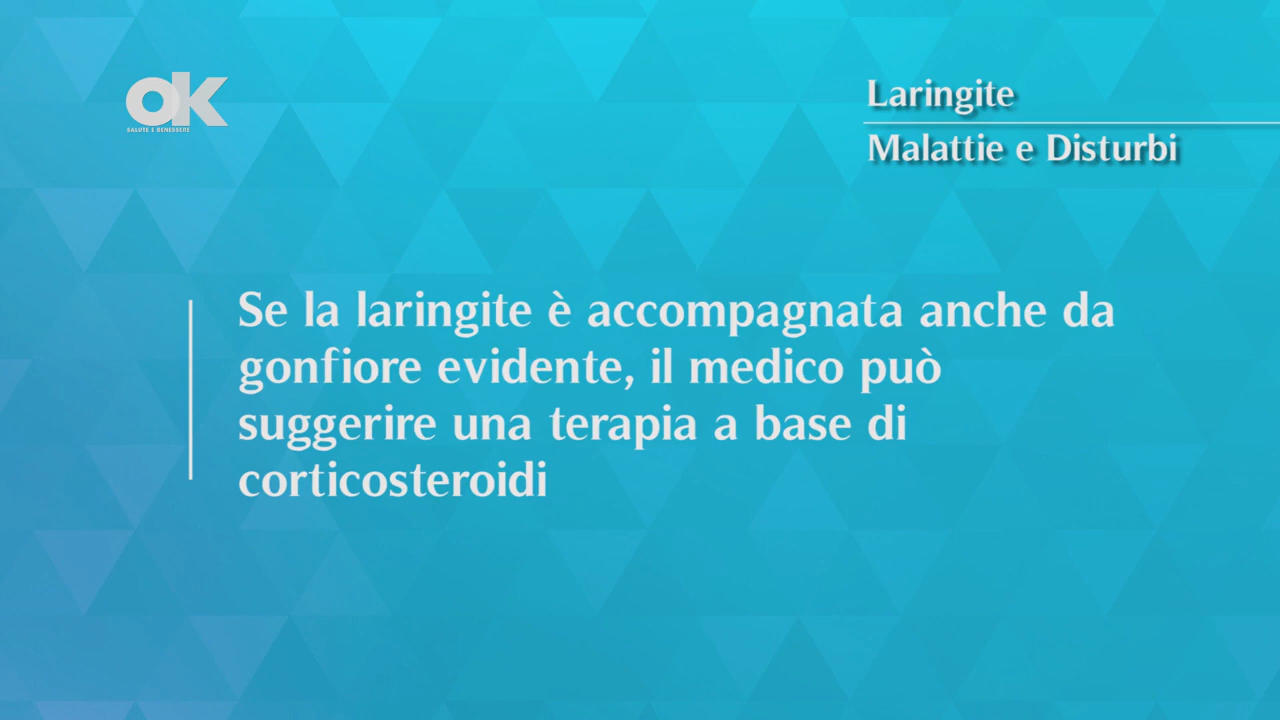 ok
SALUTE E BENESSERE
Laringite
Malattie e Disturbi
Se la laringite è accompagnata anche da
gonfiore evidente, il medico può
suggerire una terapia a base di
corticosteroidi